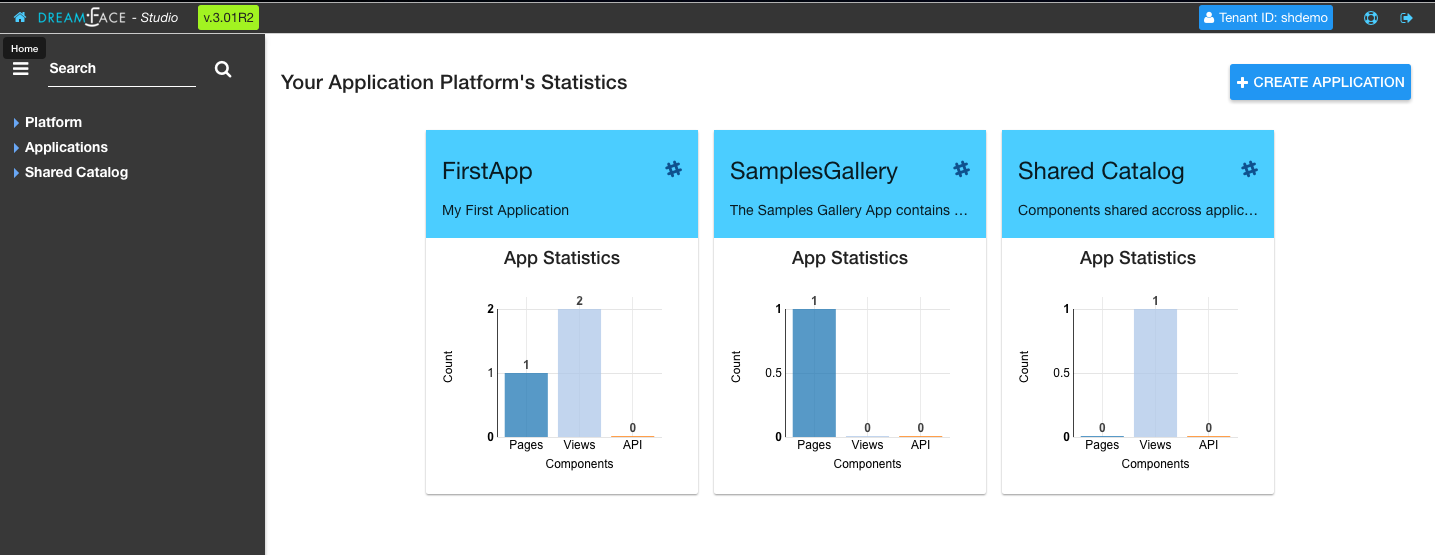 DREAMFACE - Studio v.3.01R2 Tenant ID: shdemo
Home
Search
Platform
Applications
Shared Catalog
Your Application Platform's Statistics
CREATE APPLICATION
FirstApp
My First Application
App Statistics
2
1
0
Count
1
2
0
Pages Views API
Components
SamplesGallery
The Samples Gallery App contains ...
App Statistics
1
0.5
0
Count
1
0
0
Pages Views API
Components
Shared Catalog
Components shared accross applic...
App Statistics
1
0.5
0
Count
0
1
0
Pages Views API
Components